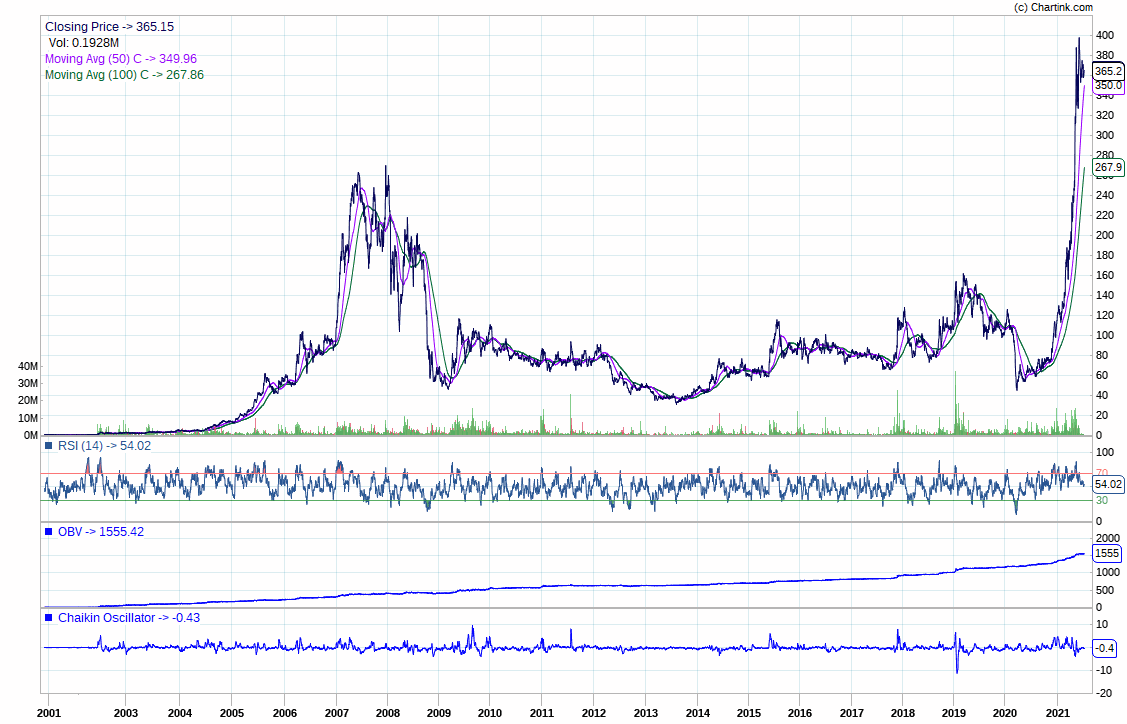 (c) Chartink.com
Closing Price -> 365.15
Vol: 0.1928M
Moving Avg (50) C -> 349.96
Moving Avg (100) C -> 267.86
400
380
365.2
350.0
340
320
300
280
267.9
260
240
220
200
180
160
140
120
100
80
60
40
20
0
40M
30M
20M
10M
0M
RSI (14) -> 54.02
100
70
54.02
30
0
OBV -> 1555.42
2000
1555
1000
500
0
Chaikin Oscillator -> -0.43
10
-0.4
-10
-20
2001 2003 2004 2005 2006 2007 2008 2009 2010 2011 2012 2013 2014 2015 2016 2017 2018 2019 2020 2021